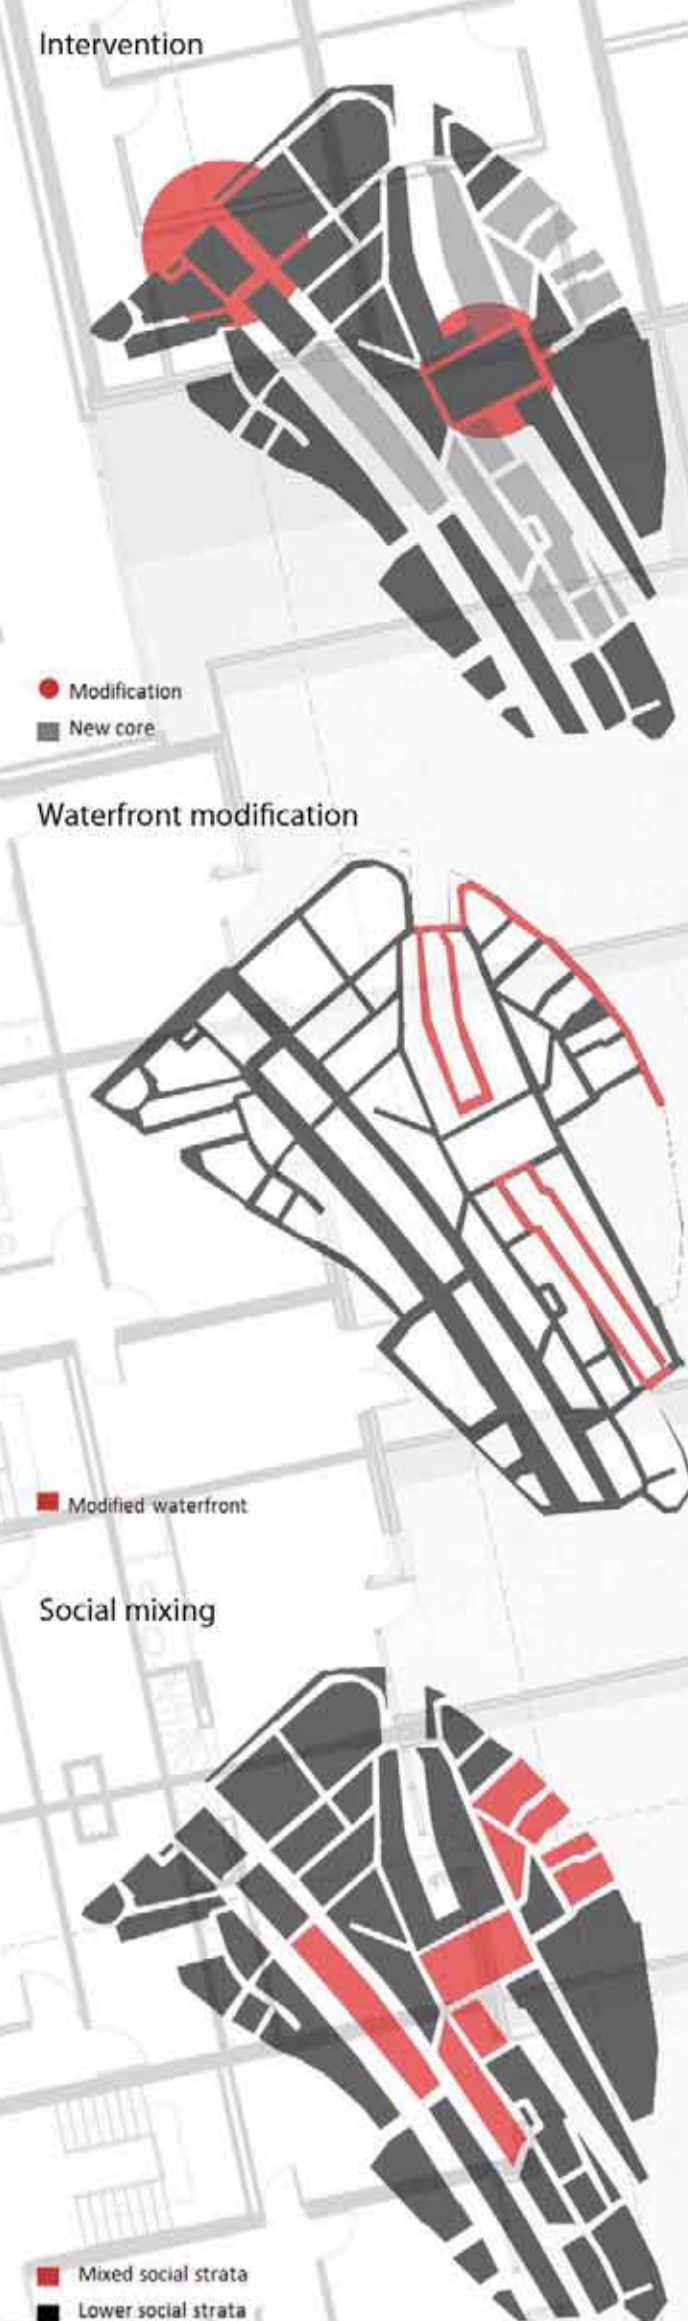 Intervention
Modification
New core
Waterfront modification
Modified waterfront
Social mixing
Mixed social strata
Lower social strata